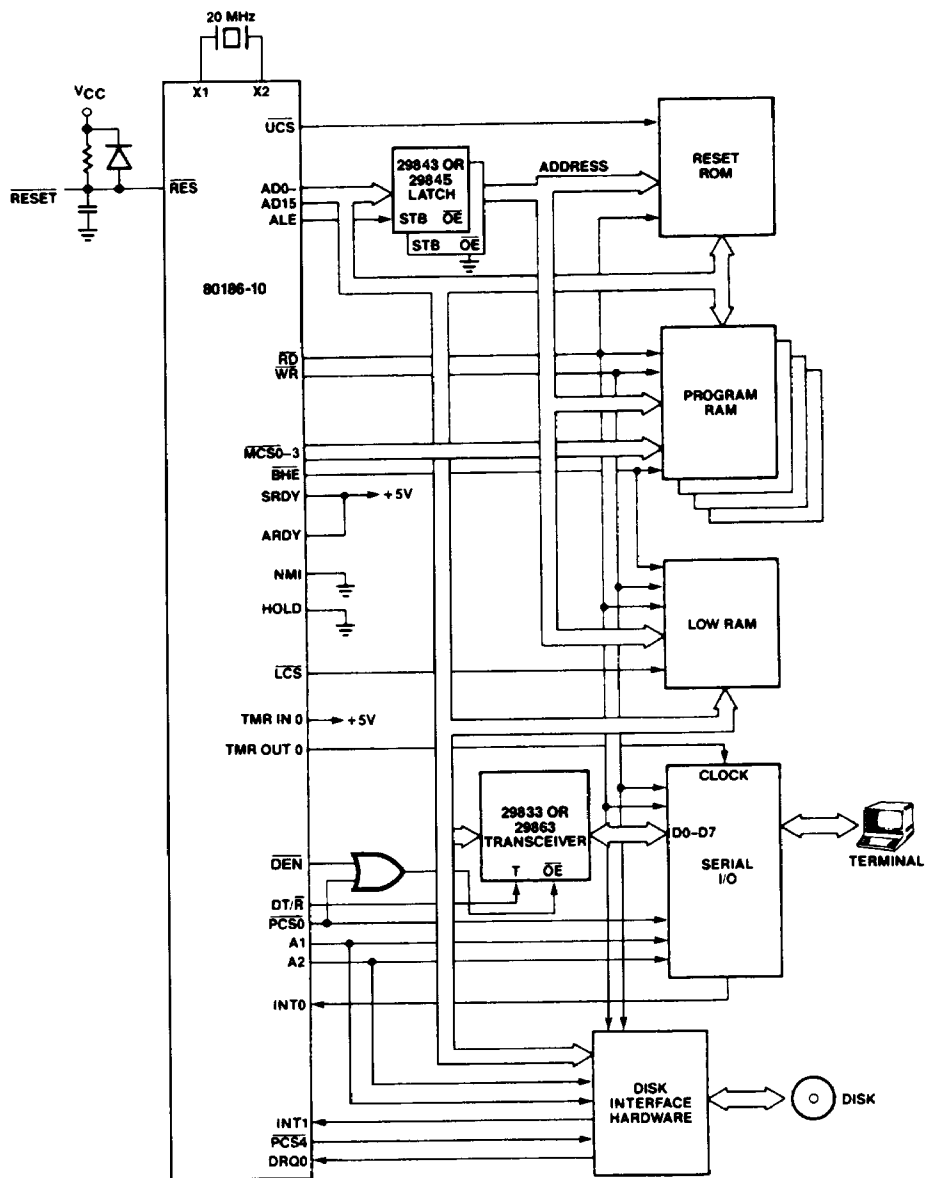 20 MHz
X1 X2
VCC
RESET
RES
UCS
AD0-
AD15
ALE
29843 OR
29845
LATCH
STB OE
STB OE
ADDRESS
RESET
ROM
80186-10
RD
WR
PROGRAM
RAM
MCS0-3
BHE
SRDY
+5V
ARDY
NMI
HOLD
LOW RAM
LCS
TMR IN 0
+5V
TMR OUT 0
CLOCK
29833 OR
29863
TRANSCEIVER
T OE
D0-D7
SERIAL
I/O
TERMINAL
DEN
DT/R
PCS0
A1
A2
INT0
DISK
INTERFACE
HARDWARE
DISK
INT1
PCS4
DRQ0